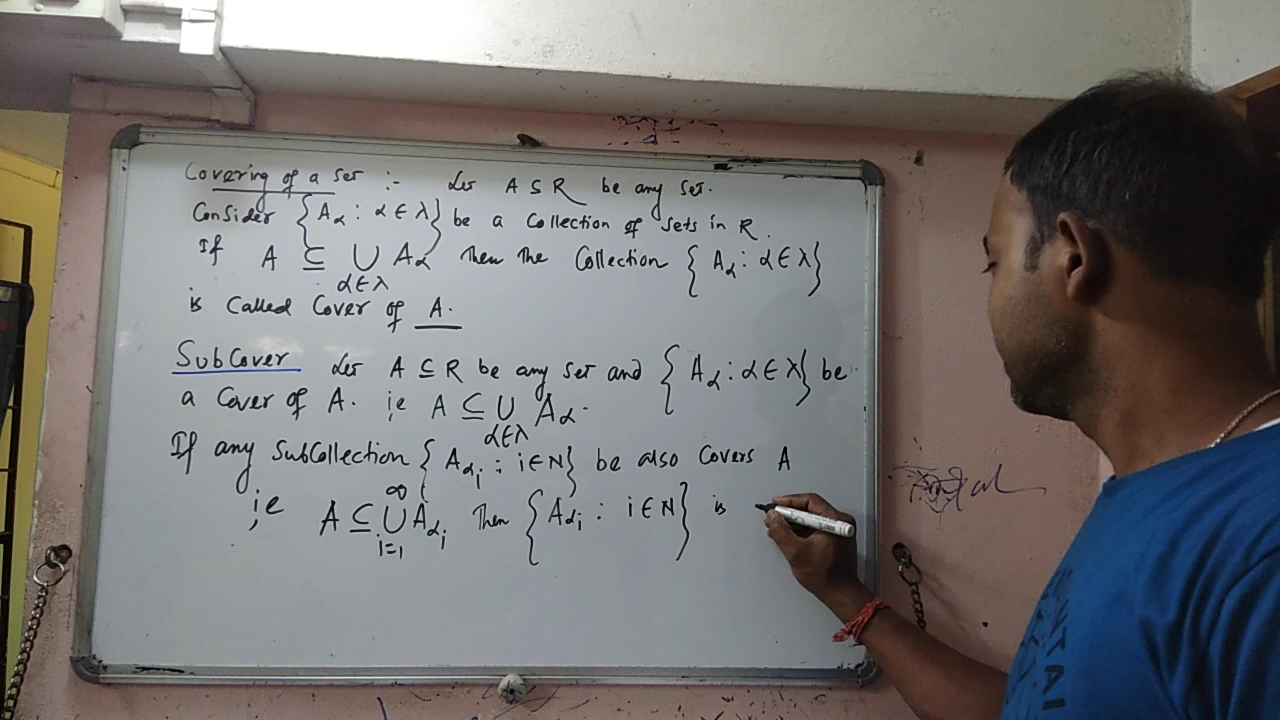 Covering of a set :- Let A ⊆ R be any set.
Consider {Aα : α ∈ λ} be a Collection of sets in R.
If A ⊆ ∪ Aα Then the Collection {Aα : α ∈ λ}
α∈λ
is Called Cover of A.
SubCover Let A ⊆ R be any set and {Aα : α ∈ λ} be
a Cover of A. ie A ⊆ ∪ Aα.
α∈λ
If any SubCollection {Aαi : i ∈ N} be also Covers A
ie A ⊆ ∞∪i=1 Aαi Then {Aαi : i ∈ N} is